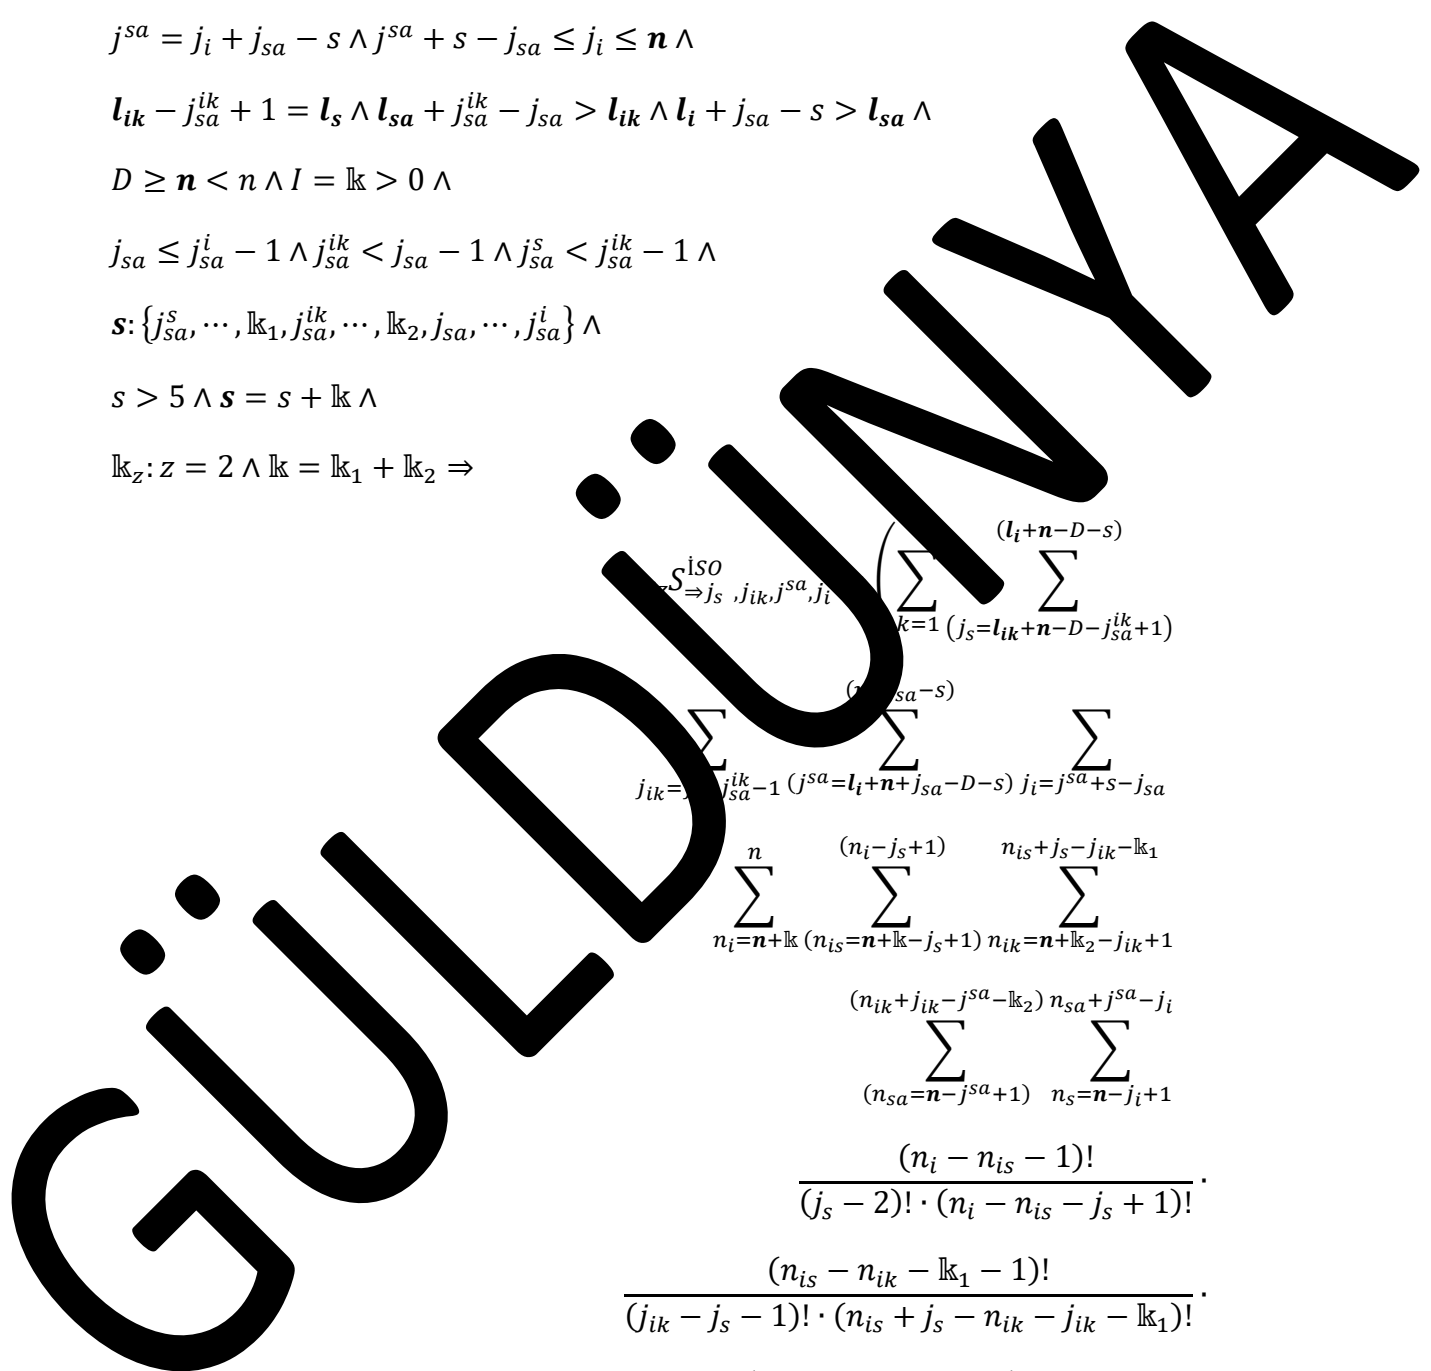 j^{sa} = j_i + j_{sa} − s ∧ j^{sa} + s − j_{sa} ≤ j_i ≤ 𝒏 ∧
𝒍_{𝒊𝒌} − j_{sa}^{ik} + 1 = 𝒍_𝒔 ∧ 𝒍_{𝒔𝒂} + j_{sa}^{ik} − j_{sa} > 𝒍_{𝒊𝒌} ∧ 𝒍_𝒊 + j_{sa} − s > 𝒍_{𝒔𝒂} ∧
D ≥ 𝒏 < n ∧ I = 𝕜 > 0 ∧
j_{sa} ≤ j_{sa}^{i} − 1 ∧ j_{sa}^{ik} < j_{sa} − 1 ∧ j_{sa}^{s} < j_{sa}^{ik} − 1 ∧
𝒔: {j_{sa}^{s}, ⋯ , 𝕜_1, j_{sa}^{ik}, ⋯ , 𝕜_2, j_{sa}, ⋯ , j_{sa}^{i}} ∧
s > 5 ∧ 𝒔 = s + 𝕜 ∧
𝕜_z: z = 2 ∧ 𝕜 = 𝕜_1 + 𝕜_2 ⇒
S_{⇒j_s ,j_{ik},j^{sa},j_i}^{İSO} ( ∑_{k=1} ∑_{(j_s=𝒍_{𝒊𝒌}+𝒏−D−j_{sa}^{ik}+1)}^{(𝒍_𝒊+𝒏−D−s)}
∑_{j_{ik}= j_{sa}^{ik}−1} ∑_{(j^{sa}=𝒍_𝒊+𝒏+j_{sa}−D−s)}^{( sa−s)} ∑_{j_i=j^{sa}+s−j_{sa}}
∑_{n_i=𝒏+𝕜}^{n} ∑_{(n_{is}=𝒏+𝕜−j_s+1)}^{(n_i−j_s+1)} ∑_{n_{ik}=𝒏+𝕜_2−j_{ik}+1}^{n_{is}+j_s−j_{ik}−𝕜_1}
∑_{(n_{sa}=𝒏−j^{sa}+1)}^{(n_{ik}+j_{ik}−j^{sa}−𝕜_2)} ∑_{n_s=𝒏−j_i+1}^{n_{sa}+j^{sa}−j_i}
(n_i − n_{is} − 1)!
(j_s − 2)! · (n_i − n_{is} − j_s + 1)! ·
(n_{is} − n_{ik} − 𝕜_1 − 1)!
(j_{ik} − j_s − 1)! · (n_{is} + j_s − n_{ik} − j_{ik} − 𝕜_1)! ·
GÜLDÜNYA